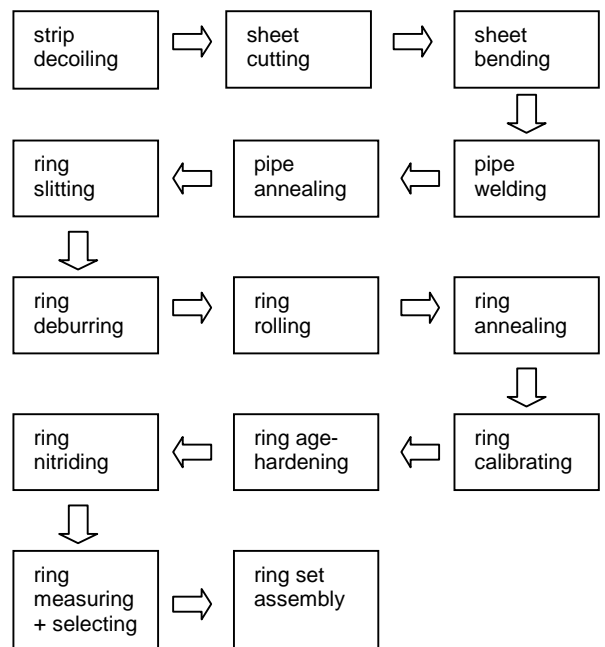 strip
decoiling
sheet
cutting
sheet
bending
ring
slitting
pipe
annealing
pipe
welding
ring
deburring
ring
rolling
ring
annealing
ring
nitriding
ring age-
hardening
ring
calibrating
ring
measuring
+ selecting
ring set
assembly